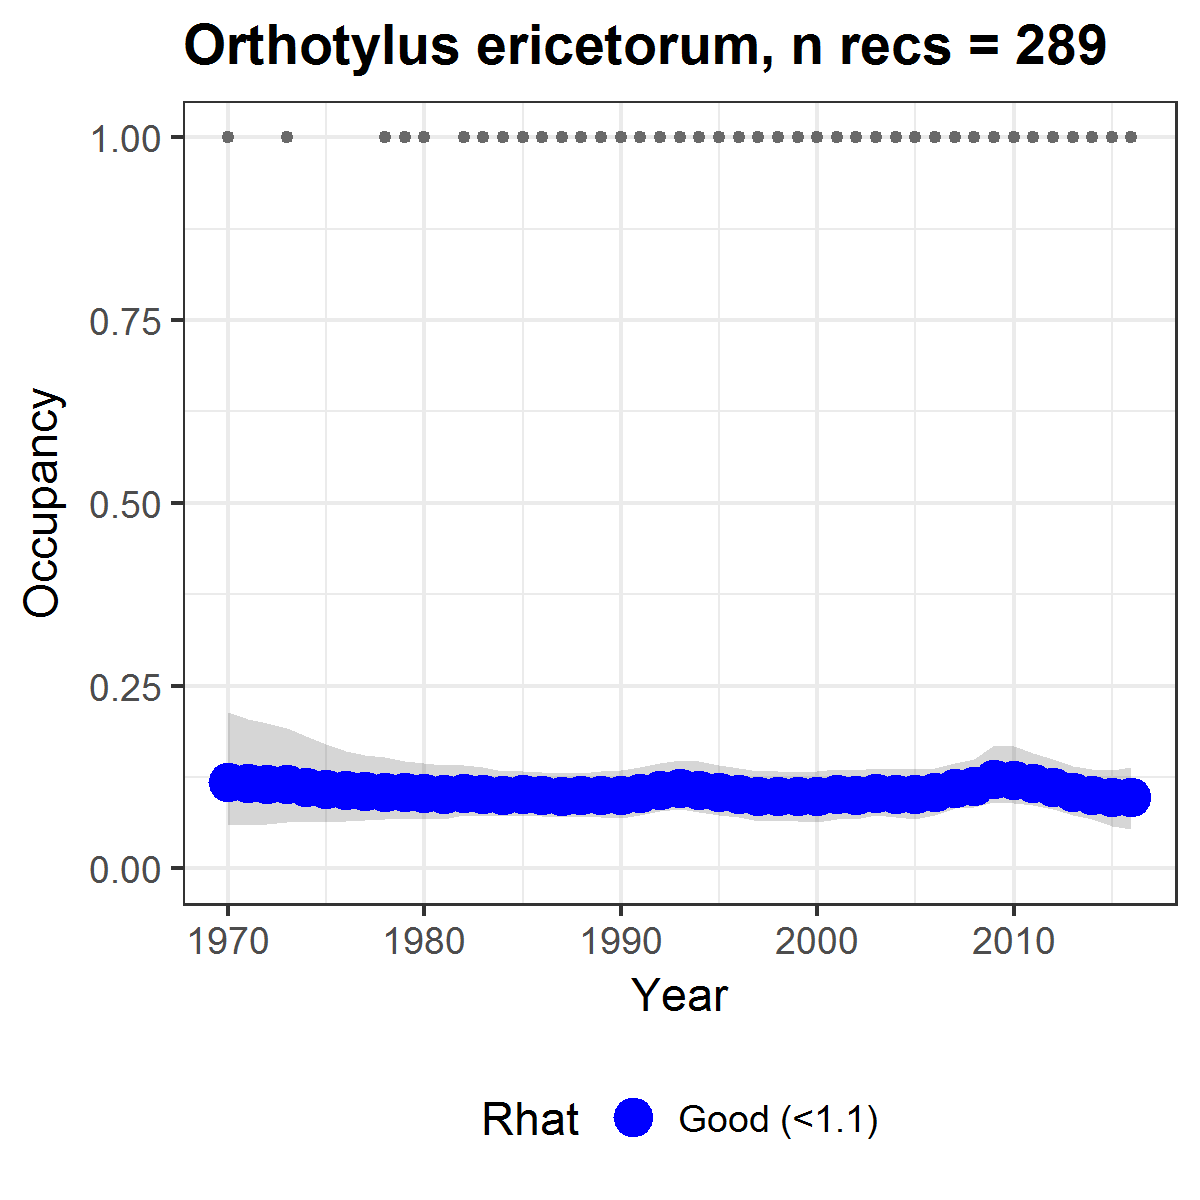 Orthotylus ericetorum, n recs = 289
1.00
0.75
0.50
0.25
0.00
Occupancy
1970 1980 1990 2000 2010
Year
Rhat Good (<1.1)